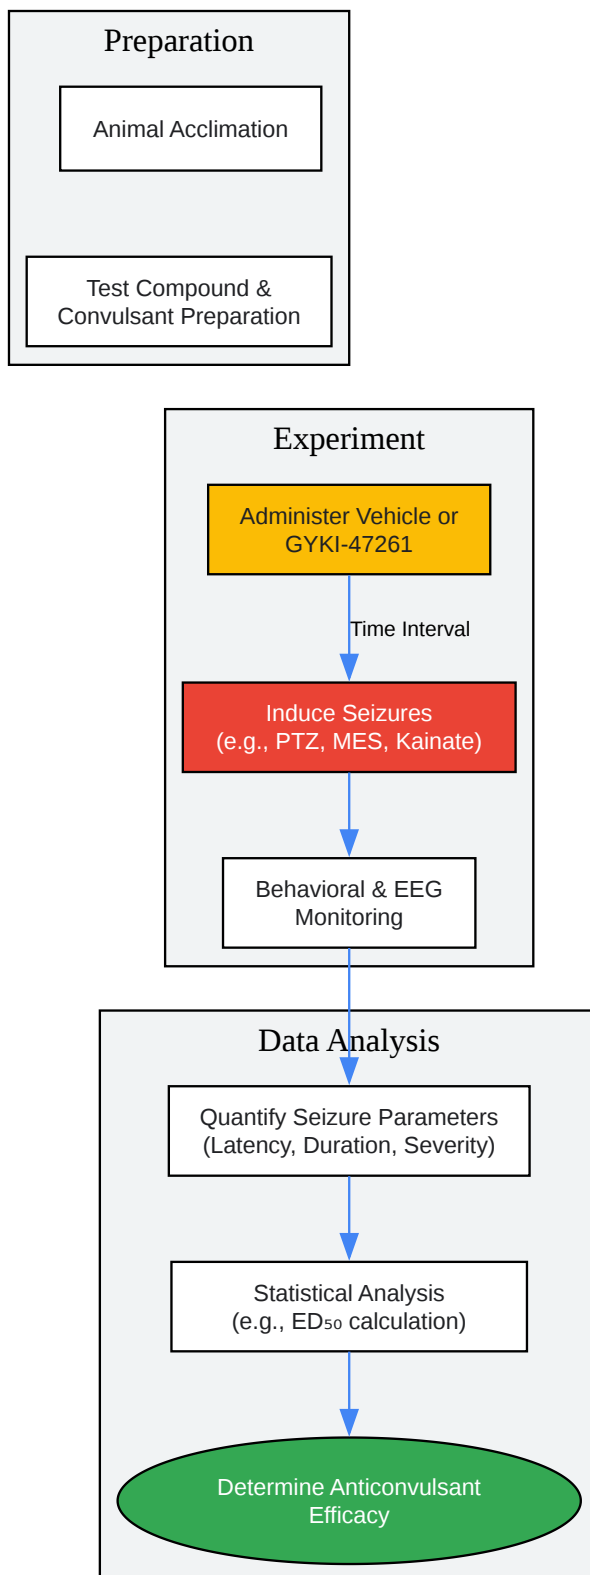 Preparation
Animal Acclimation
Test Compound &
Convulsant Preparation
Experiment
Administer Vehicle or
GYKI-47261
Time Interval
Induce Seizures
(e.g., PTZ, MES, Kainate)
Behavioral & EEG
Monitoring
Data Analysis
Quantify Seizure Parameters
(Latency, Duration, Severity)
Statistical Analysis
(e.g., ED₅₀ calculation)
Determine Anticonvulsant
Efficacy